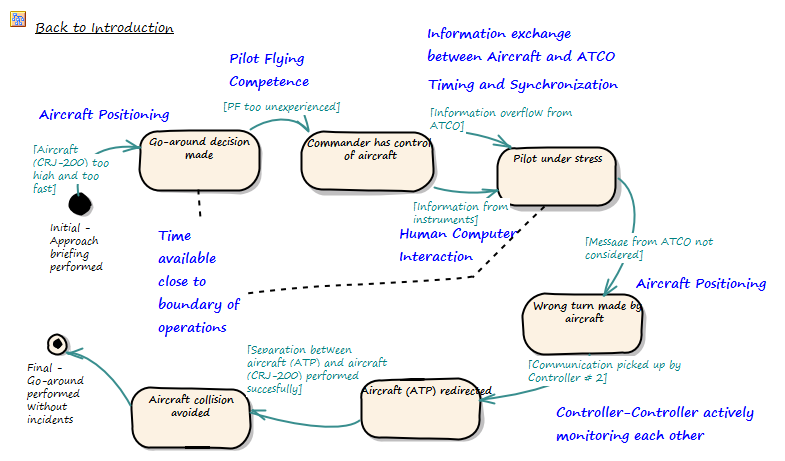 Back to Introduction
Information exchange
between Aircraft and ATCO
Timing and Synchronization
Pilot Flying
Competence
Aircraft Positioning
[PF too unexperienced]
[Information overflow from
ATCO]
[Aircraft
(CRJ-200) too
high and too
fast]
Go-around decision
made
Commander has control
of aircraft
Pilot under stress
Initial -
Approach
briefing
performed
[Information from
instruments]
Human Computer
Interaction
Time
available
close to
boundary of
operations
[Message from ATCO not
considered]
Aircraft Positioning
Wrong turn made by
aircraft
[Communication picked up by
Controller # 2]
[Separation between
aircraft (ATP) and aircraft
(CRJ-200) performed
succesfully]
Final -
Go-around
performed
without
incidents
Aircraft collision
avoided
Aircraft (ATP) redirected
Controller-Controller actively
monitoring each other